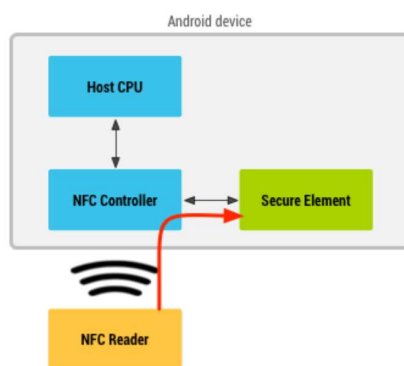 Android device
Host CPU
NFC Controller
Secure Element
NFC Reader